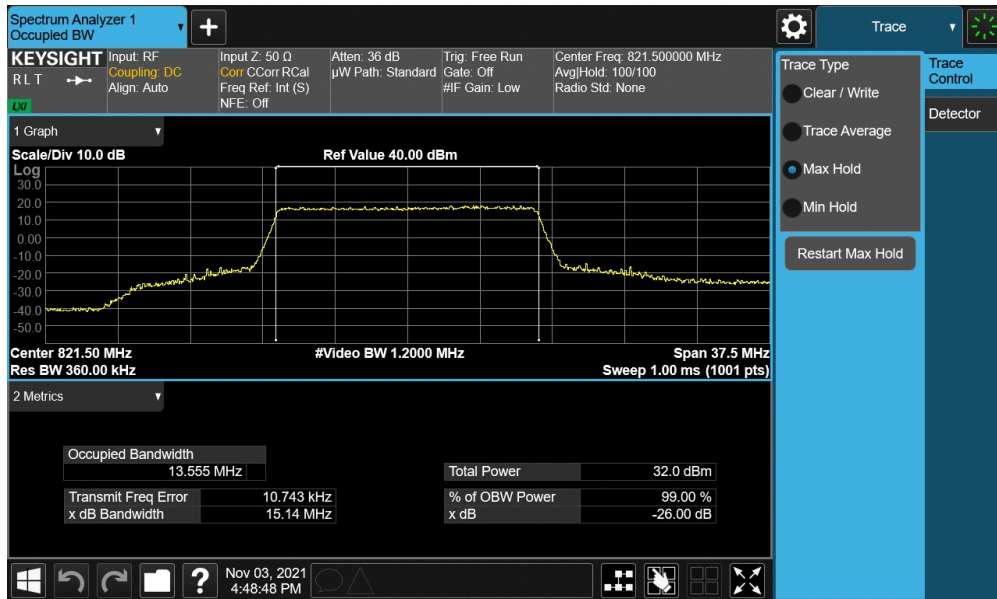 Spectrum Analyzer 1
Occupied BW
+
Trace
KEYSIGHT
R L T
LXI
Input: RF
Coupling: DC
Align: Auto
Input Z: 50 Ω
Corr CCorr RCal
Freq Ref: Int (S)
NFE: Off
Atten: 36 dB
µW Path: Standard
Trig: Free Run
Gate: Off
#IF Gain: Low
Center Freq: 821.500000 MHz
Avg|Hold: 100/100
Radio Std: None
Trace Type
Clear / Write
Trace Average
Max Hold
Min Hold
Restart Max Hold
Trace
Control
Detector
1 Graph
Scale/Div 10.0 dB
Ref Value 40.00 dBm
Log
30.0
20.0
10.0
0.00
-10.0
-20.0
-30.0
-40.0
-50.0
Center 821.50 MHz
#Video BW 1.2000 MHz
Span 37.5 MHz
Res BW 360.00 kHz
Sweep 1.00 ms (1001 pts)
2 Metrics
Occupied Bandwidth
13.555 MHz
Total Power 32.0 dBm
Transmit Freq Error 10.743 kHz
% of OBW Power 99.00 %
x dB Bandwidth 15.14 MHz
x dB -26.00 dB
?
Nov 03, 2021
4:48:48 PM